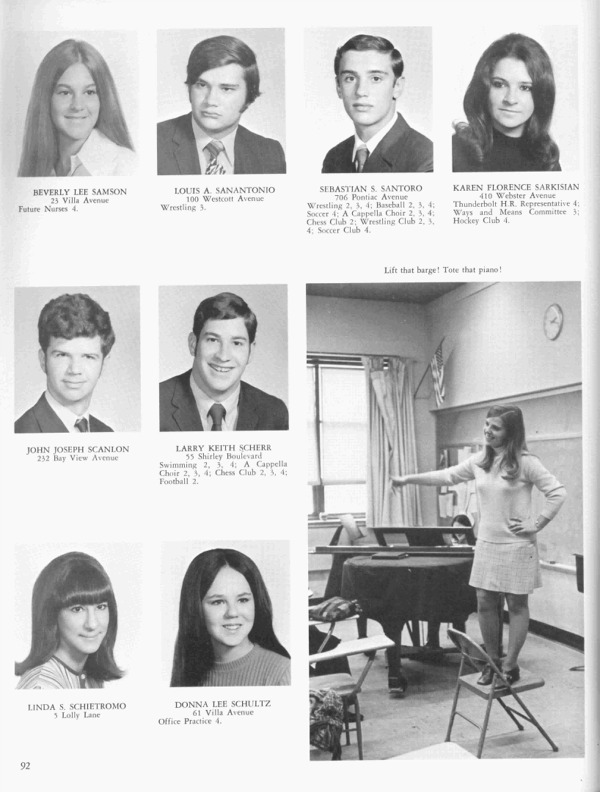 BEVERLY LEE SAMSON
23 Villa Avenue
Future Nurses 4.
LOUIS A. SANANTONIO
100 Westcott Avenue
Wrestling 3.
SEBASTIAN S. SANTORO
706 Pontiac Avenue
Wrestling 2, 3, 4; Baseball 2, 3, 4;
Soccer 4; A Cappella Choir 2, 3, 4;
Chess Club 2; Wrestling Club 2, 3,
4; Soccer Club 4.
KAREN FLORENCE SARKISIAN
410 Webster Avenue
Thunderbolt H.R. Representative 4;
Ways and Means Committee 3;
Hockey Club 4.
Lift that barge! Tote that piano!
JOHN JOSEPH SCANLON
232 Bay View Avenue
LARRY KEITH SCHERR
55 Shirley Boulevard
Swimming 2, 3, 4; A Cappella
Choir 2, 3, 4; Chess Club 2, 3, 4;
Football 2.
LINDA S. SCHIETROMO
5 Lolly Lane
DONNA LEE SCHULTZ
61 Villa Avenue
Office Practice 4.
92